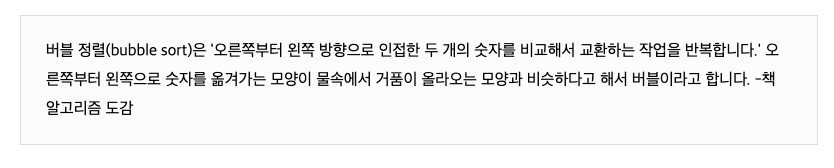 버블 정렬(bubble sort)은 '오른쪽부터 왼쪽 방향으로 인접한 두 개의 숫자를 비교해서 교환하는 작업을 반복합니다.' 오
른쪽부터 왼쪽으로 숫자를 옮겨가는 모양이 물속에서 거품이 올라오는 모양과 비슷하다고 해서 버블이라고 합니다. -책
알고리즘 도감